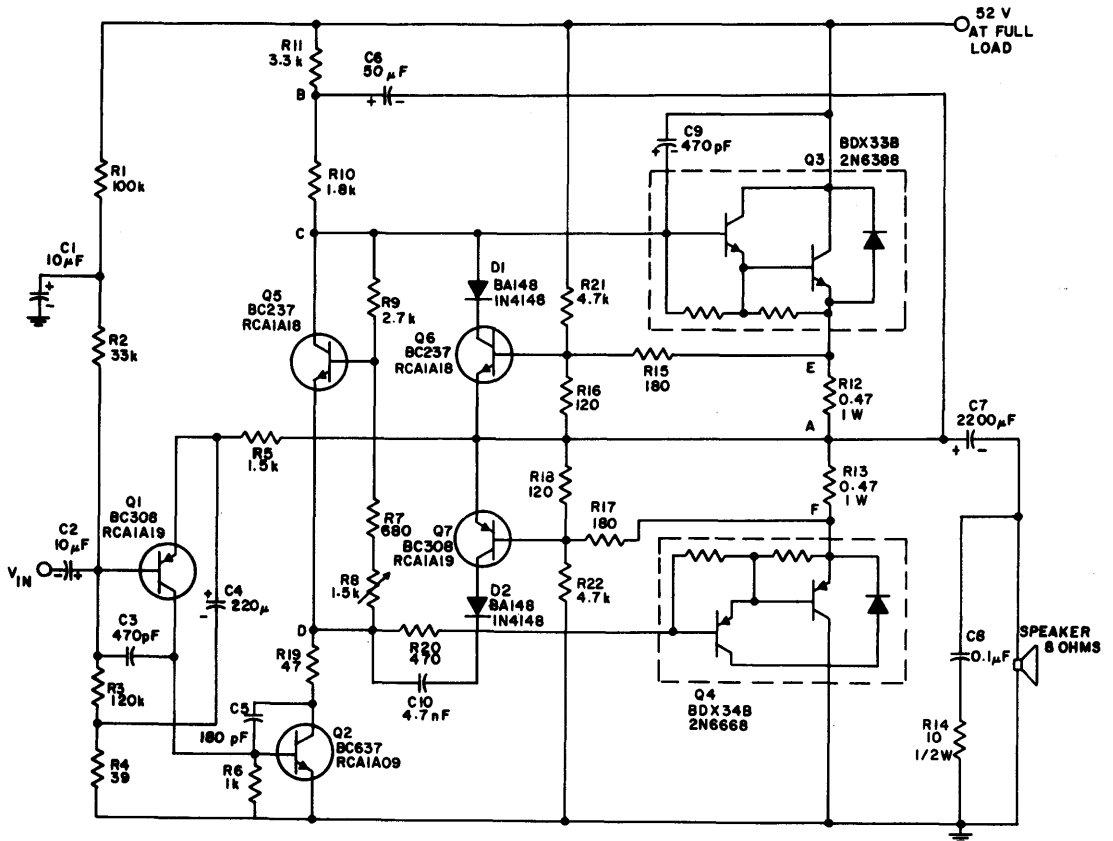 52 V
AT FULL
LOAD
R11
3.3k
C6
50 µF
+ -
B
C9
470pF
+ -
BDX33B
2N6388
Q3
R1
100k
R10
1.8k
C
C1
10µF
+
-
D1
BA148
1N4148
R21
4.7k
R9
2.7k
Q5
BC237
RCA1A18
Q6
BC237
RCA1A18
R2
33k
R15
180
E
R16
120
R12
0.47
1 W
C7
2200µF
+ -
A
R5
1.5k
R18
120
R13
0.47
1 W
Q1
BC308
RCA1A19
R7
680
Q7
BC308
RCA1A19
R17
180
F
C2
10µF
- +
VIN
R8
1.5k
R22
4.7k
+
-
C4
220µ
C3
470pF
D2
BA148
1N4148
D
R20
470
R19
47
C8
0.1µF
SPEAKER
8 OHMS
R3
120k
C10
4.7nF
Q4
BDX34B
2N6668
C5
180 pF
Q2
BC637
RCA1A09
R4
39
R6
1k
R14
10
1/2W